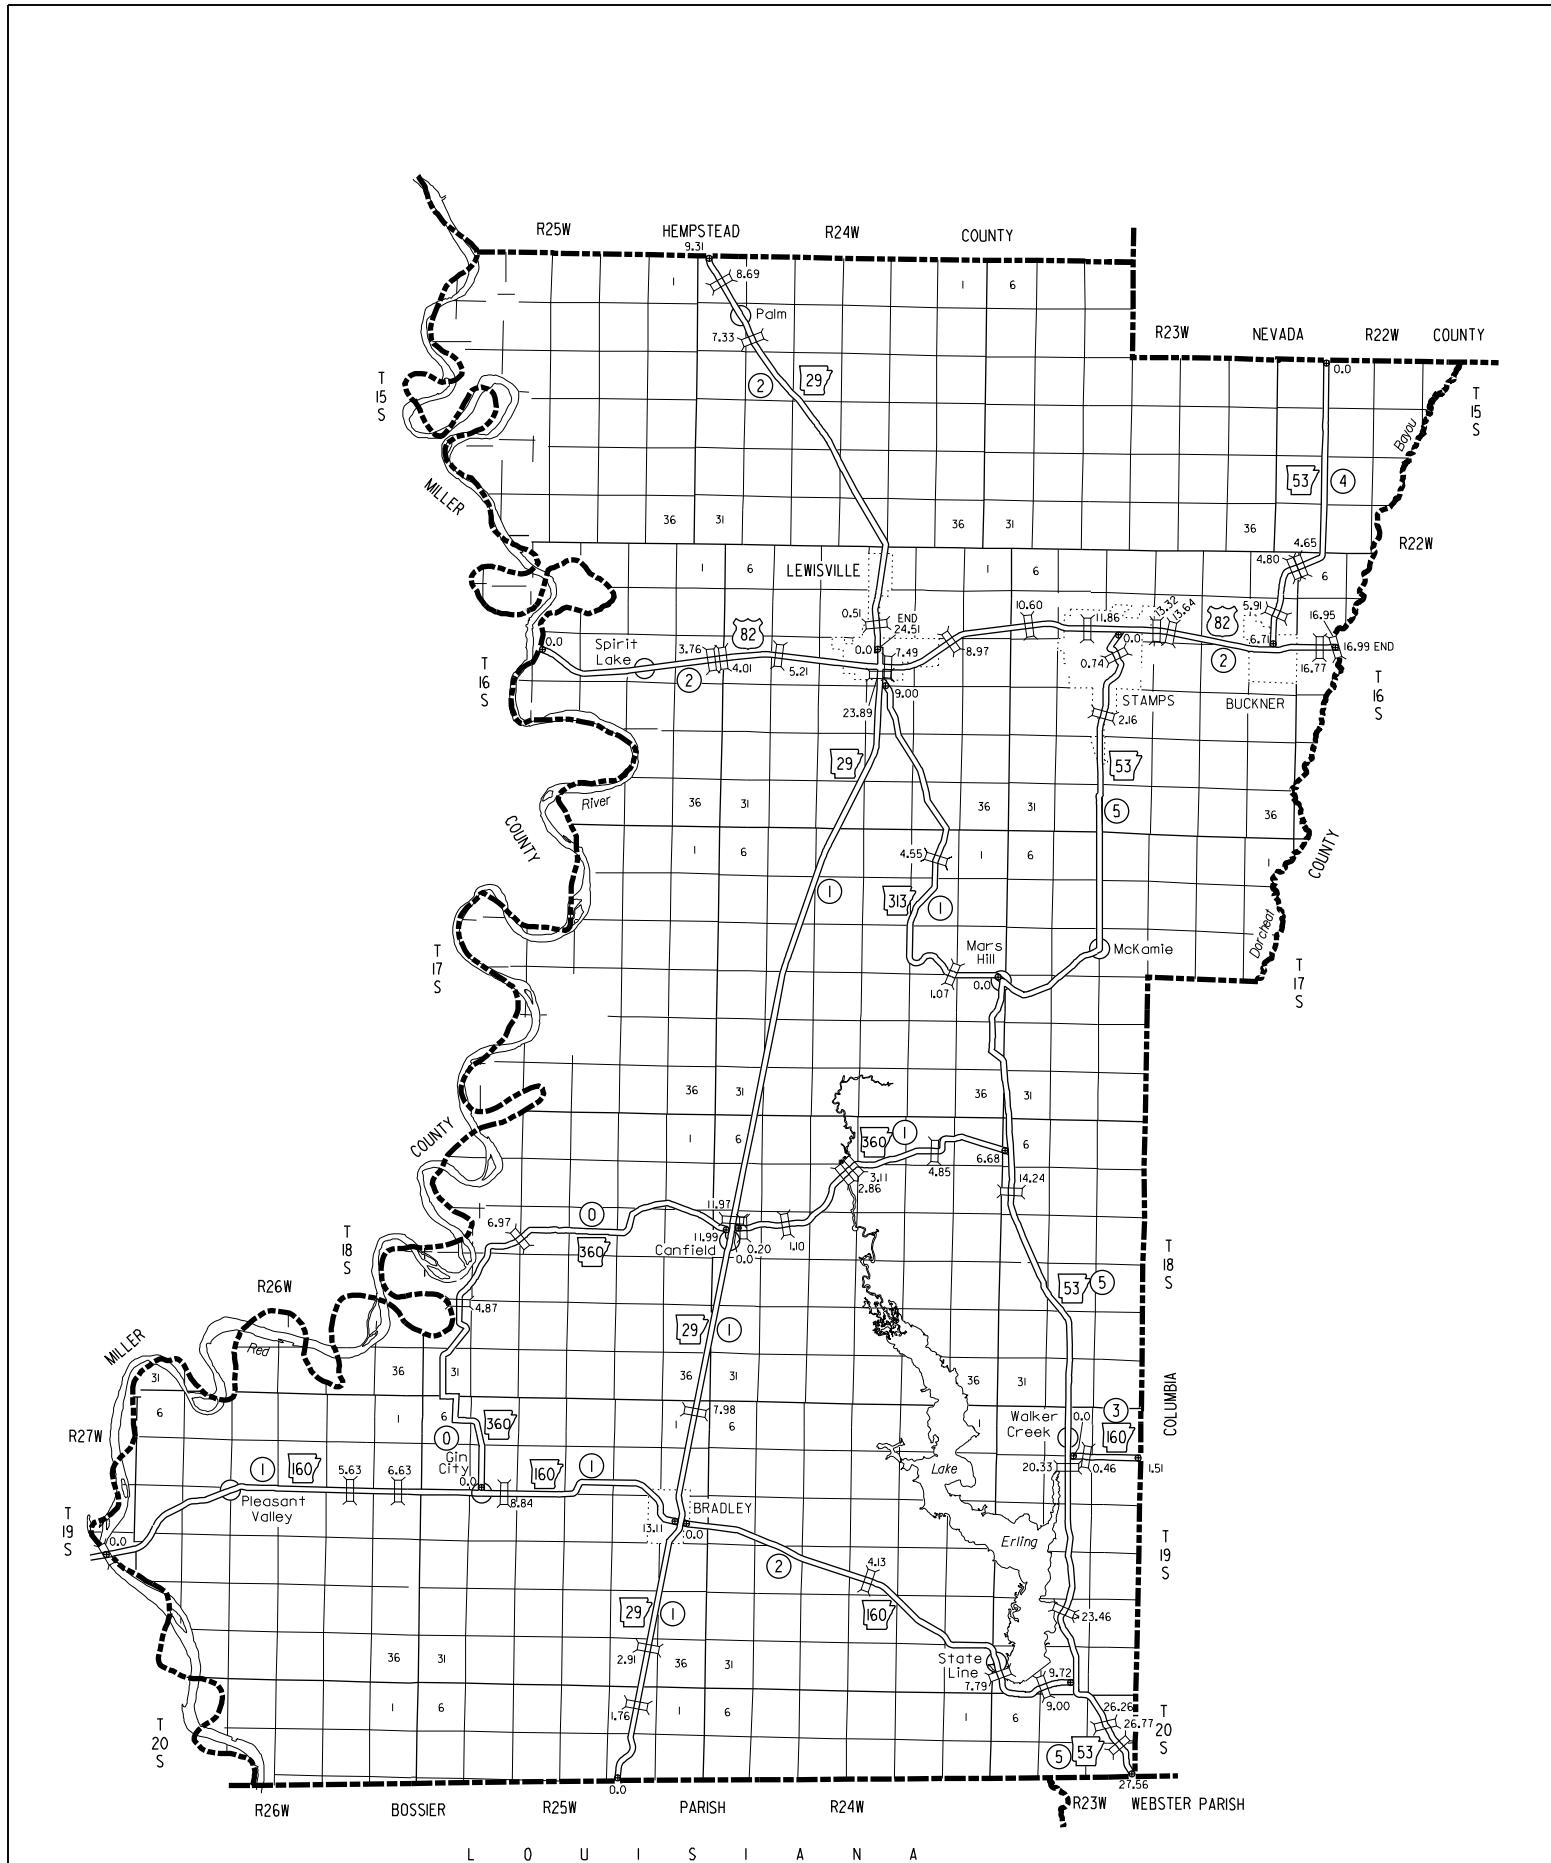 R25W HEMPSTEAD R24W COUNTY
9.31
1 8.69 1 6
Palm
7.33
R23W NEVADA R22W COUNTY
0.0
T 15 S
2 29
T 15 S
Bayou
MILLER
53 4
36 31 36 31 36
4.65
R22W
4.80
1 6 LEWISVILLE 1 6 6
0.51 END 24.51
10.60 11.86 13.32 13.64
82 5.91 16.95
0.0 82
Spirit Lake
3.76 4.01 5.21
0.0 7.49 8.97
0.0 0.74
6.71 16.99 END
16.77
2 2
T 16 S
9.00
23.89
STAMPS BUCKNER
T 16 S
2.16
29 53
River
36 31 36 31 5 36
COUNTY
1 6 4.55 1 6 1
COUNTY
1 313 1
Mars Hill
McKamie
Dorcheat
T 17 S
1.07 0.0
T 17 S
36 31 36 31
COUNTY
1 6 360 1 6
6.68
4.85
3.11
2.86
14.24
6.97 0 11.97
11.99
Canfield
0.20
0.0
1.10
360
T 18 S
T 18 S
R26W
4.87
53 5
MILLER
Red
29 1
31 36 31 36 31 36 31
COLUMBIA
6 1 6 360 7.98
1 6 1
Walker Creek
0.0 3
160
R27W
0
Gin City
0.0
1 160 5.63 6.63
160 1
8.84
Lake
20.33 0.46 1.51
Pleasant Valley
BRADLEY
T 19 S
0.0
13.11 0.0
Erling
T 19 S
2 4.13
160
29 1
23.46
2.91
36 31 36 31
State Line
7.79
9.72
9.00
1 6 1.76 1 6 1 6
26.26
26.77
T 20 S
T 20 S
5 53
0.0
27.56
R26W BOSSIER R25W PARISH R24W R23W WEBSTER PARISH
L O U I S I A N A